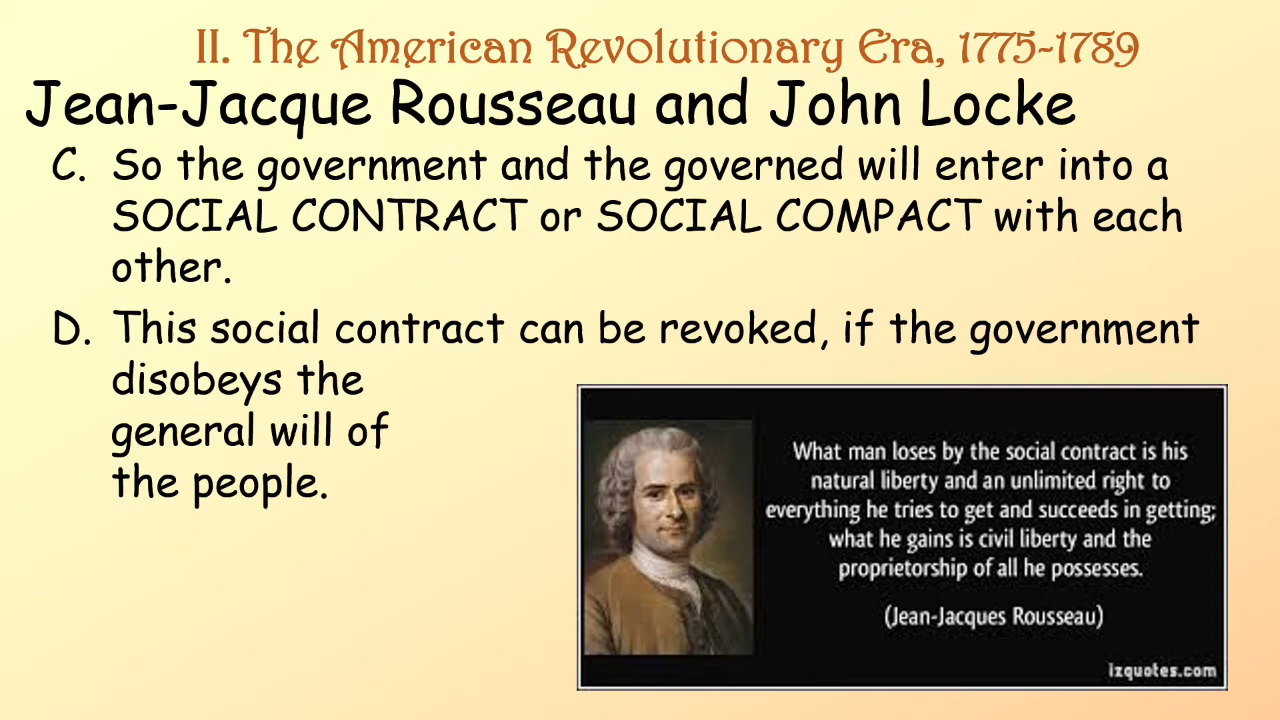 II. The American Revolutionary Era, 1775-1789
Jean-Jacque Rousseau and John Locke
C. So the government and the governed will enter into a
SOCIAL CONTRACT or SOCIAL COMPACT with each
other.
D. This social contract can be revoked, if the government
disobeys the
general will of
the people.
What man loses by the social contract is his
natural liberty and an unlimited right to
everything he tries to get and succeeds in getting;
what he gains is civil liberty and the
proprietorship of all he possesses.
(Jean-Jacques Rousseau)
izquotes.com